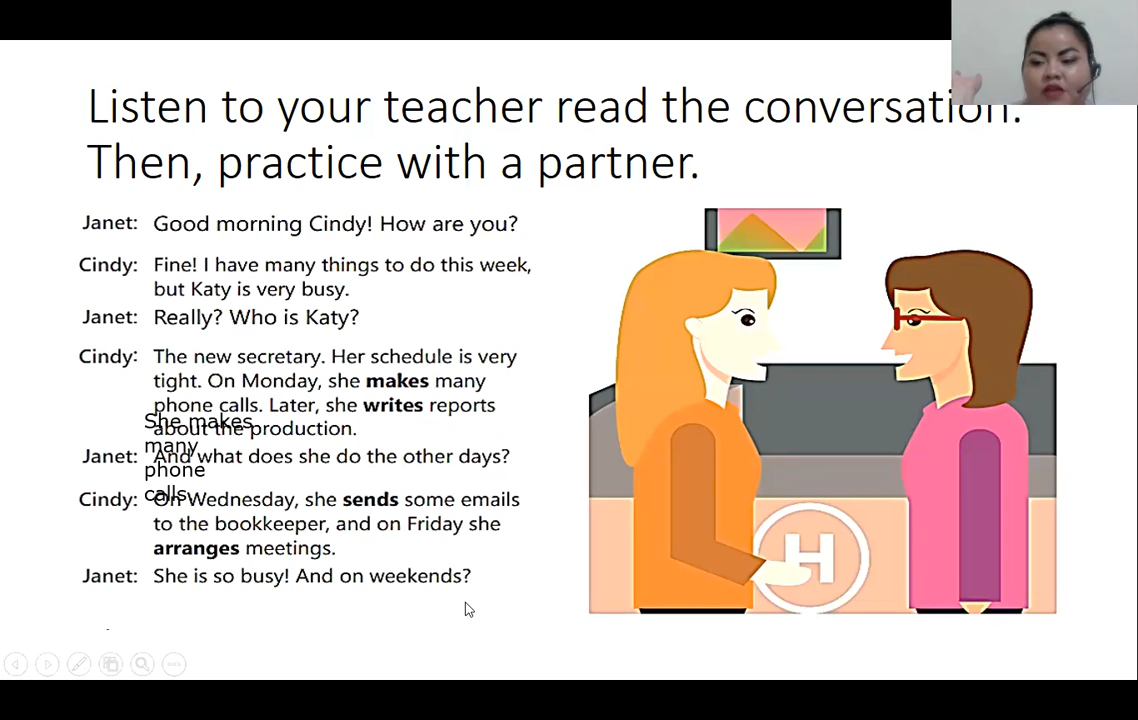 Listen to your teacher read the conversation.
Then, practice with a partner.
Janet: Good morning Cindy! How are you?
Cindy: Fine! I have many things to do this week,
but Katy is very busy.
Janet: Really? Who is Katy?
Cindy: The new secretary. Her schedule is very
tight. On Monday, she makes many
phone calls. Later, she writes reports
about the production.
She makes
many
phone
calls.
Janet: And what does she do the other days?
Cindy: On Wednesday, she sends some emails
to the bookkeeper, and on Friday she
arranges meetings.
Janet: She is so busy! And on weekends?
H